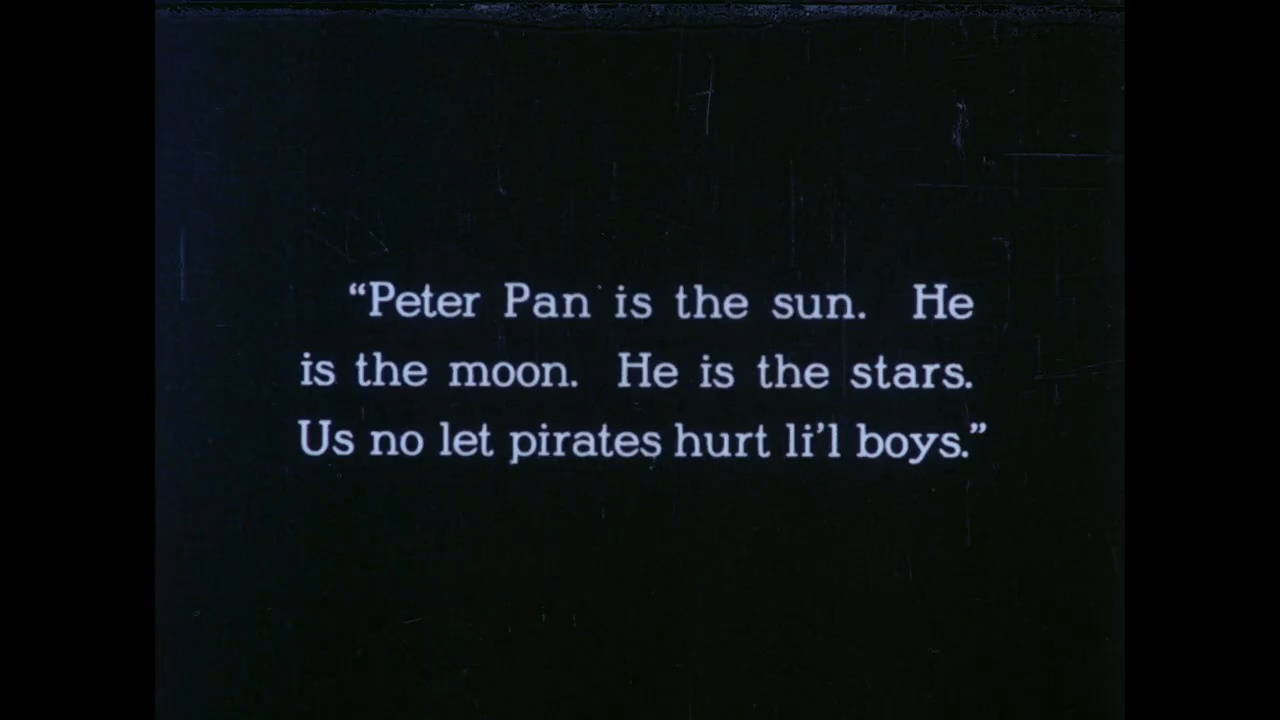 “Peter Pan is the sun. He
is the moon. He is the stars.
Us no let pirates hurt li’l boys.”